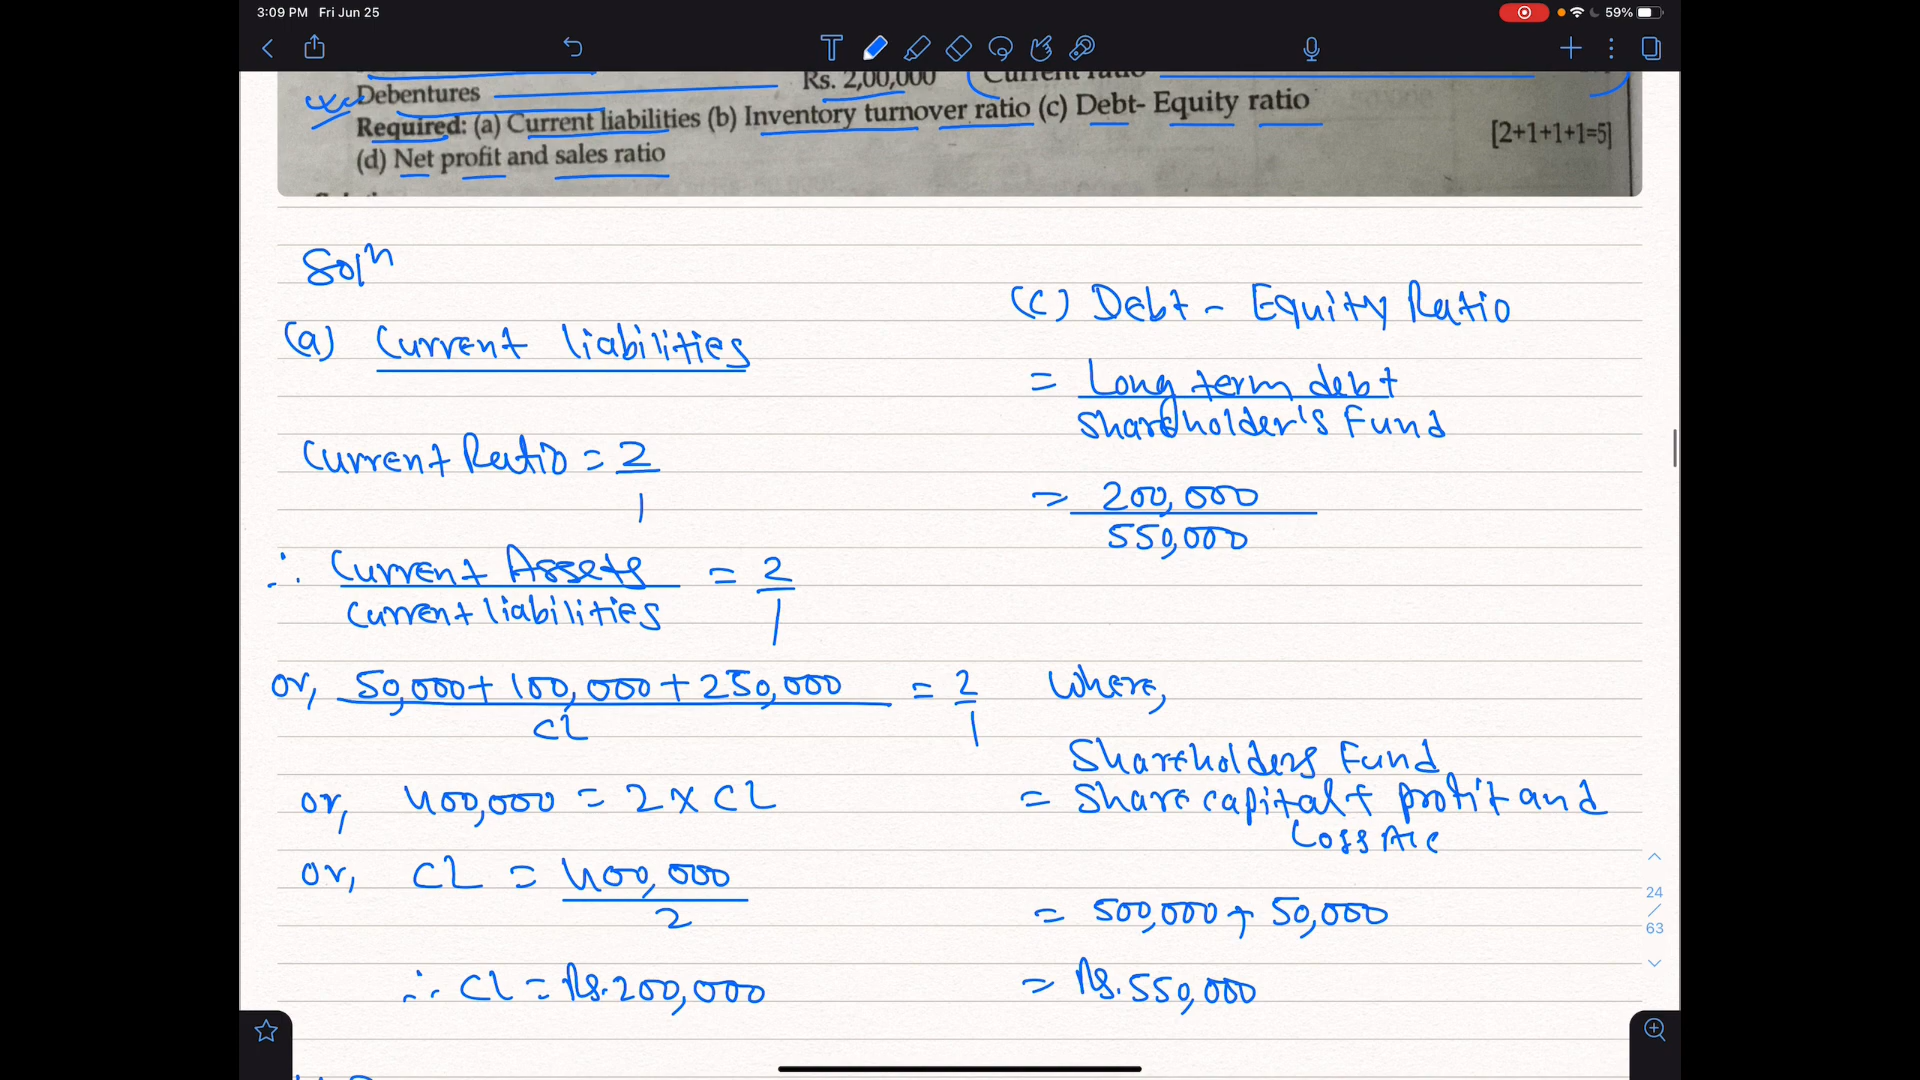 3:09 PM Fri Jun 25
59%
Rs. 2,00,000
Current ratio
Debentures
Required: (a) Current liabilities (b) Inventory turnover ratio (c) Debt- Equity ratio
[2+1+1+1=5]
(d) Net profit and sales ratio
Solⁿ
(a) Current liabilities
Current Ratio = 2/1
∴ Current Assets / Current liabilities = 2/1
or, 50,000 + 100,000 + 250,000 / CL = 2/1
or, 400,000 = 2 × CL
or, CL = 400,000 / 2
∴ CL = Rs. 200,000
(C) Debt - Equity Ratio
= Long term debt
Shareholder's Fund
= 200,000
550,000
Where,
Shareholders Fund
= Share capital + profit and
Loss A/c
= 500,000 + 50,000
= Rs. 550,000
24
/
63